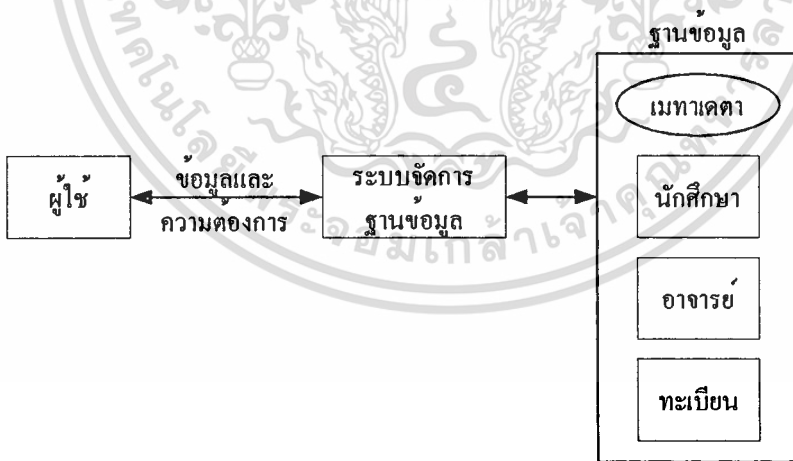 ฐานข้อมูล
เมทาเดตา
ผู้ใช้
ข้อมูลและ
ความต้องการ
ระบบจัดการ
ฐานข้อมูล
นักศึกษา
อาจารย์
ทะเบียน